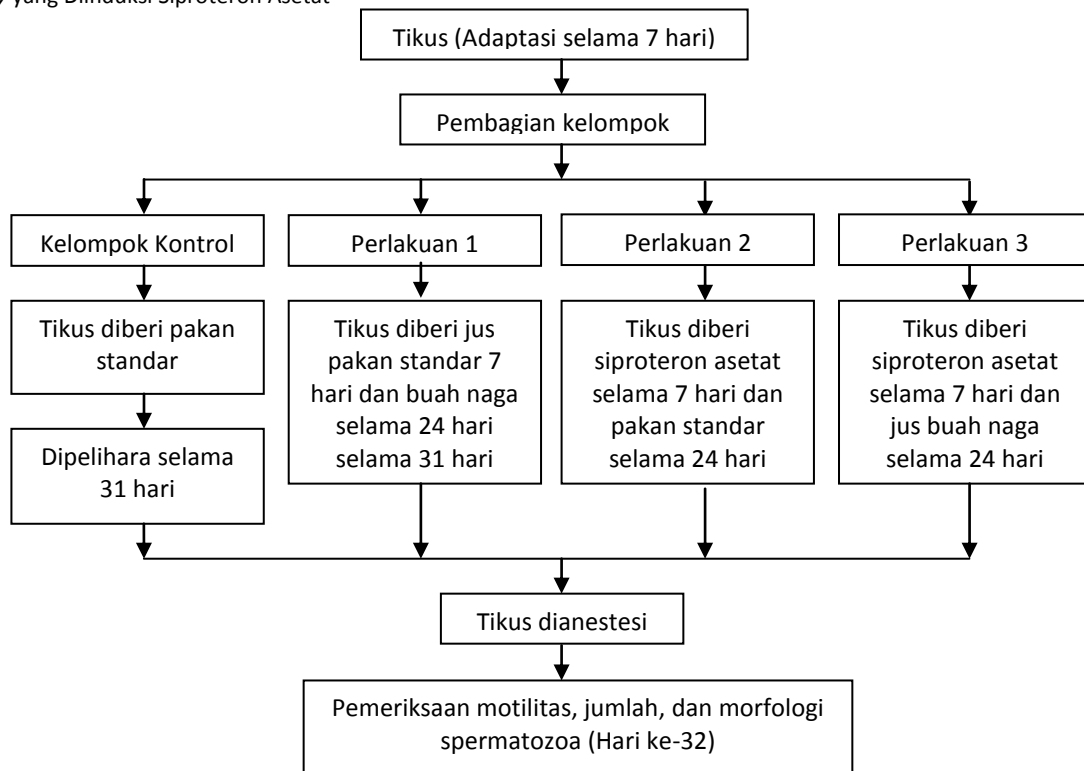 yang Diinduksi Siproteron Asetat
Tikus (Adaptasi selama 7 hari)
Pembagian kelompok
Kelompok Kontrol
Perlakuan 1
Perlakuan 2
Perlakuan 3
Tikus diberi pakan
standar
Dipelihara selama
31 hari
Tikus diberi jus
pakan standar 7
hari dan buah naga
selama 24 hari
selama 31 hari
Tikus diberi
siproteron asetat
selama 7 hari dan
pakan standar
selama 24 hari
Tikus diberi
siproteron asetat
selama 7 hari dan
jus buah naga
selama 24 hari
Tikus dianestesi
Pemeriksaan motilitas, jumlah, dan morfologi
spermatozoa (Hari ke-32)